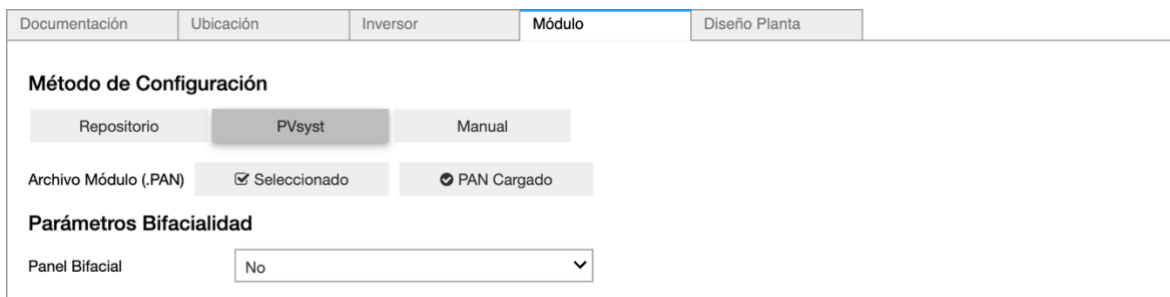 Documentación Ubicación Inversor Módulo Diseño Planta
Método de Configuración
Repositorio PVsyst Manual
Archivo Módulo (.PAN) Seleccionado PAN Cargado
Parámetros Bifacialidad
Panel Bifacial No